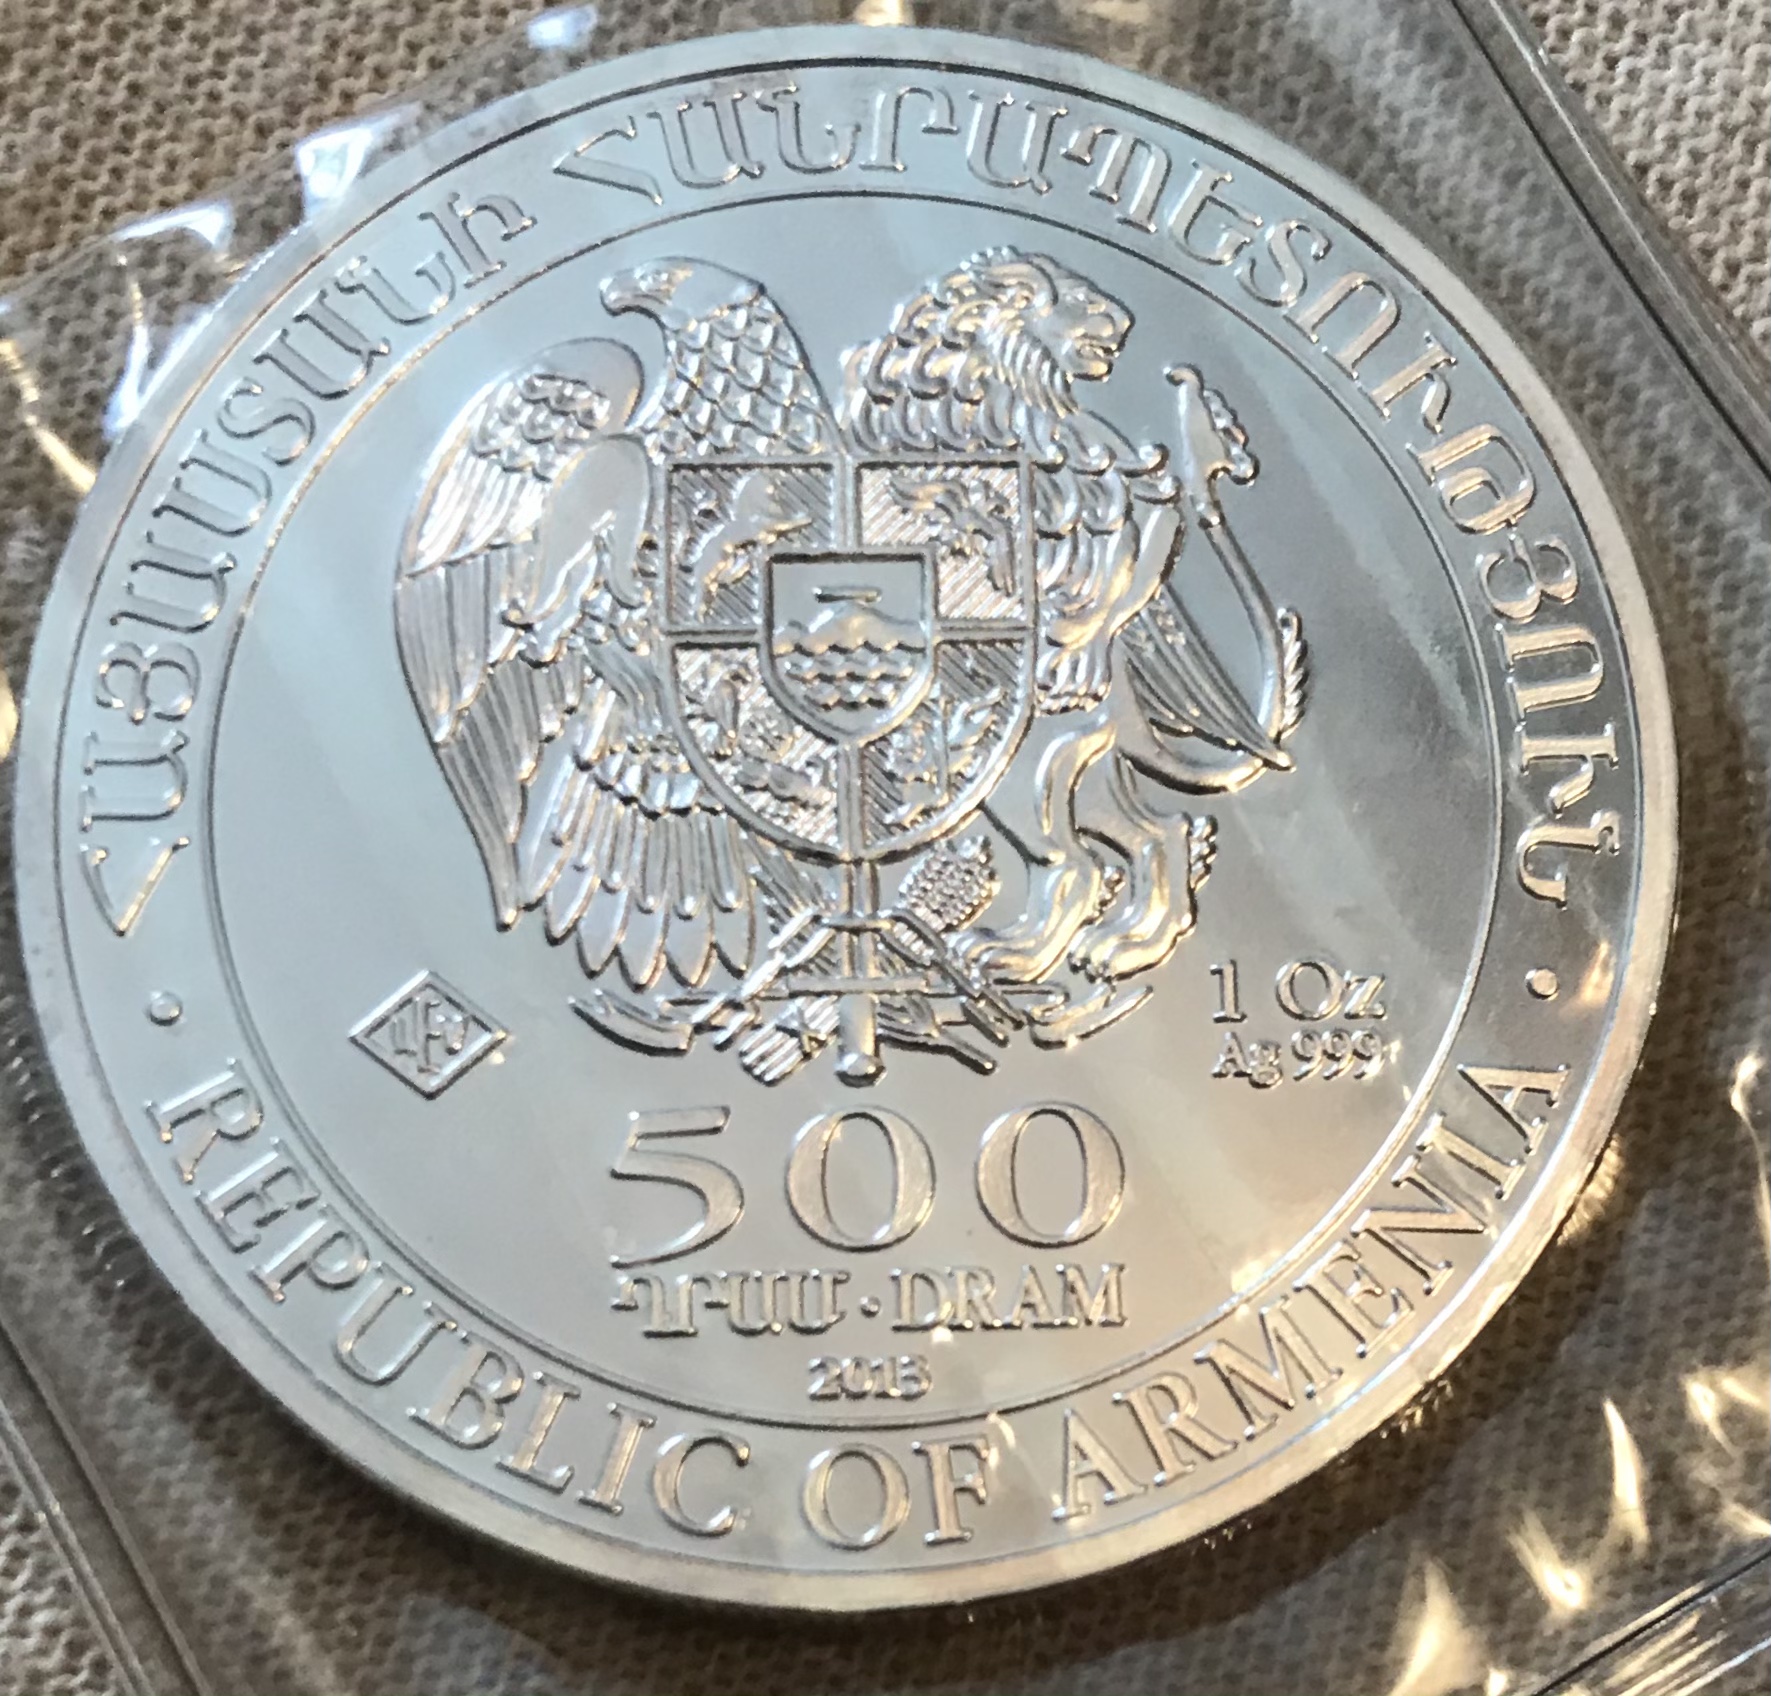 ՀԱՅԱՍՏԱՆԻ ՀԱՆՐԱՊԵՏՈՒԹՅՈՒՆ
1 Oz
Ag 999
500
ԴՐԱՄ · DRAM
2013
· REPUBLIC OF ARMENIA ·